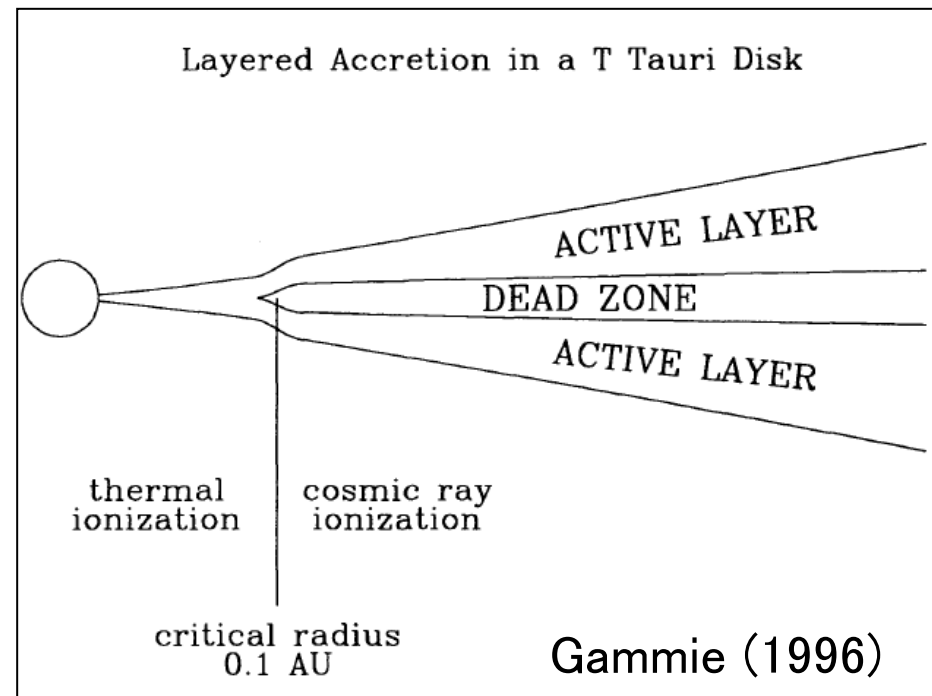 Layered Accretion in a T Tauri Disk
ACTIVE LAYER
DEAD ZONE
ACTIVE LAYER
thermal
ionization
cosmic ray
ionization
critical radius
0.1 AU
Gammie (1996)